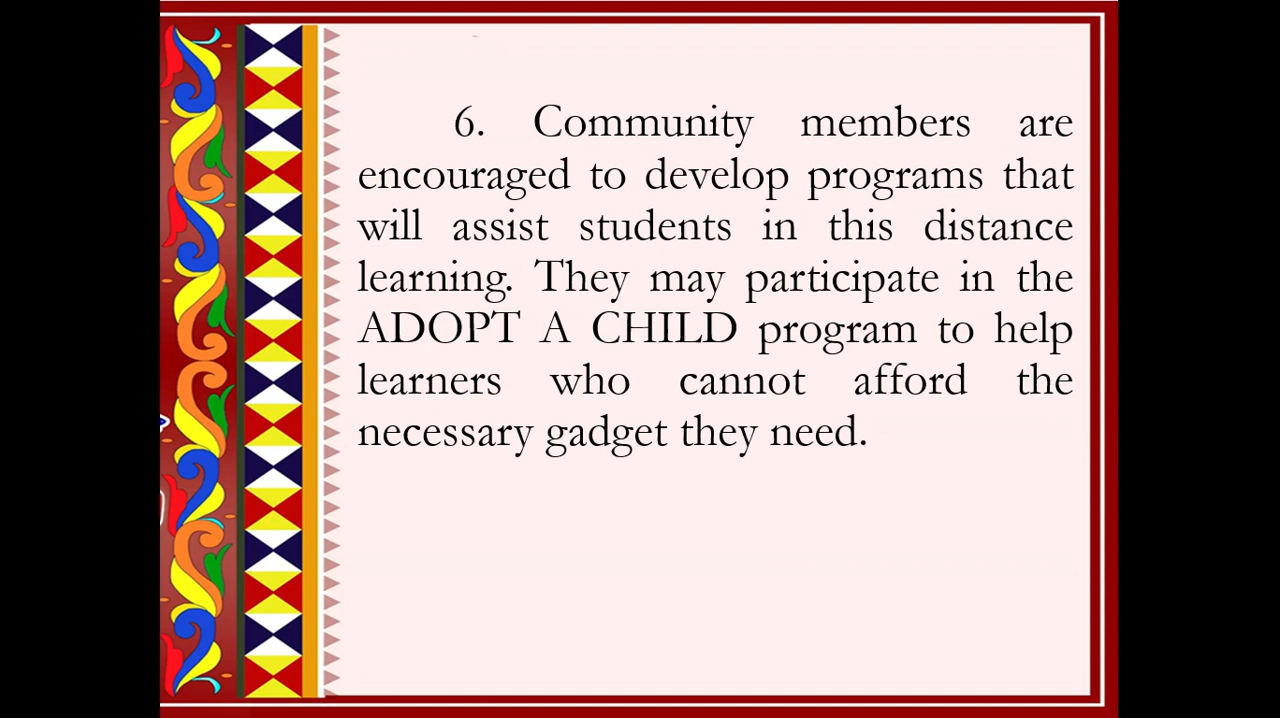 6. Community members are
encouraged to develop programs that
will assist students in this distance
learning. They may participate in the
ADOPT A CHILD program to help
learners who cannot afford the
necessary gadget they need.